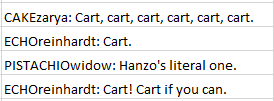 CAKEzarya: Cart, cart, cart, cart, cart, cart.
ECHOreinhardt: Cart.
PISTACHIOwidow: Hanzo's literal one.
ECHOreinhardt: Cart! Cart if you can.